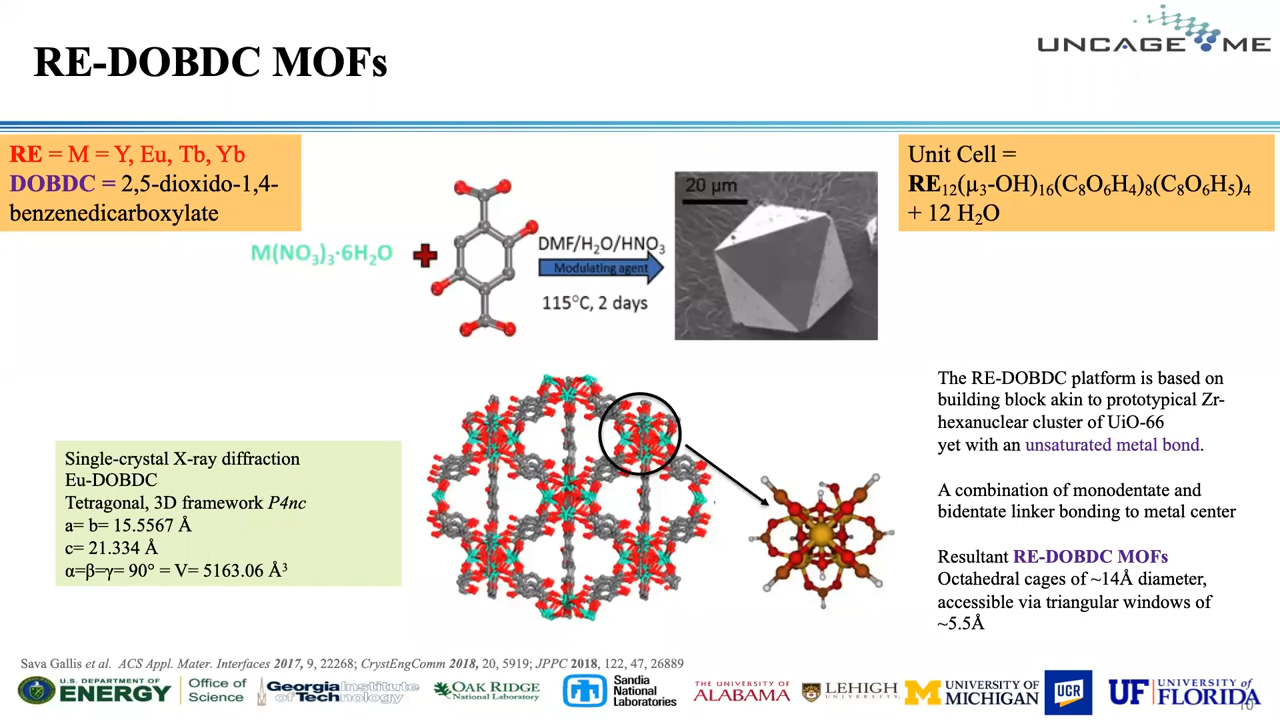 RE-DOBDC MOFs
UNCAGE ME
RE = M = Y, Eu, Tb, Yb
DOBDC = 2,5-dioxido-1,4-
benzenedicarboxylate
Unit Cell =
RE₁₂(µ₃-OH)₁₆(C₈O₆H₄)₈(C₈O₆H₅)₄
+ 12 H₂O
M(NO₃)₃·6H₂O
DMF/H₂O/HNO₃
Modulating agent
115°C, 2 days
20 µm
The RE-DOBDC platform is based on
building block akin to prototypical Zr-
hexanuclear cluster of UiO-66
yet with an unsaturated metal bond.
A combination of monodentate and
bidentate linker bonding to metal center
Resultant RE-DOBDC MOFs
Octahedral cages of ~14Å diameter,
accessible via triangular windows of
~5.5Å
Single-crystal X-ray diffraction
Eu-DOBDC
Tetragonal, 3D framework P4nc
a= b= 15.5567 Å
c= 21.334 Å
α=β=γ= 90° = V= 5163.06 Å³
Sava Gallis et al. ACS Appl. Mater. Interfaces 2017, 9, 22268; CrystEngComm 2018, 20, 5919; JPPC 2018, 122, 47, 26889
U.S. DEPARTMENT OF
ENERGY
Office of
Science
Georgia Institute
of Technology
OAK RIDGE
National Laboratory
Sandia
National
Laboratories
THE UNIVERSITY OF
ALABAMA
LEHIGH
UNIVERSITY
M
UNIVERSITY OF
MICHIGAN
UCR
UF
UNIVERSITY of
FLORIDA
10